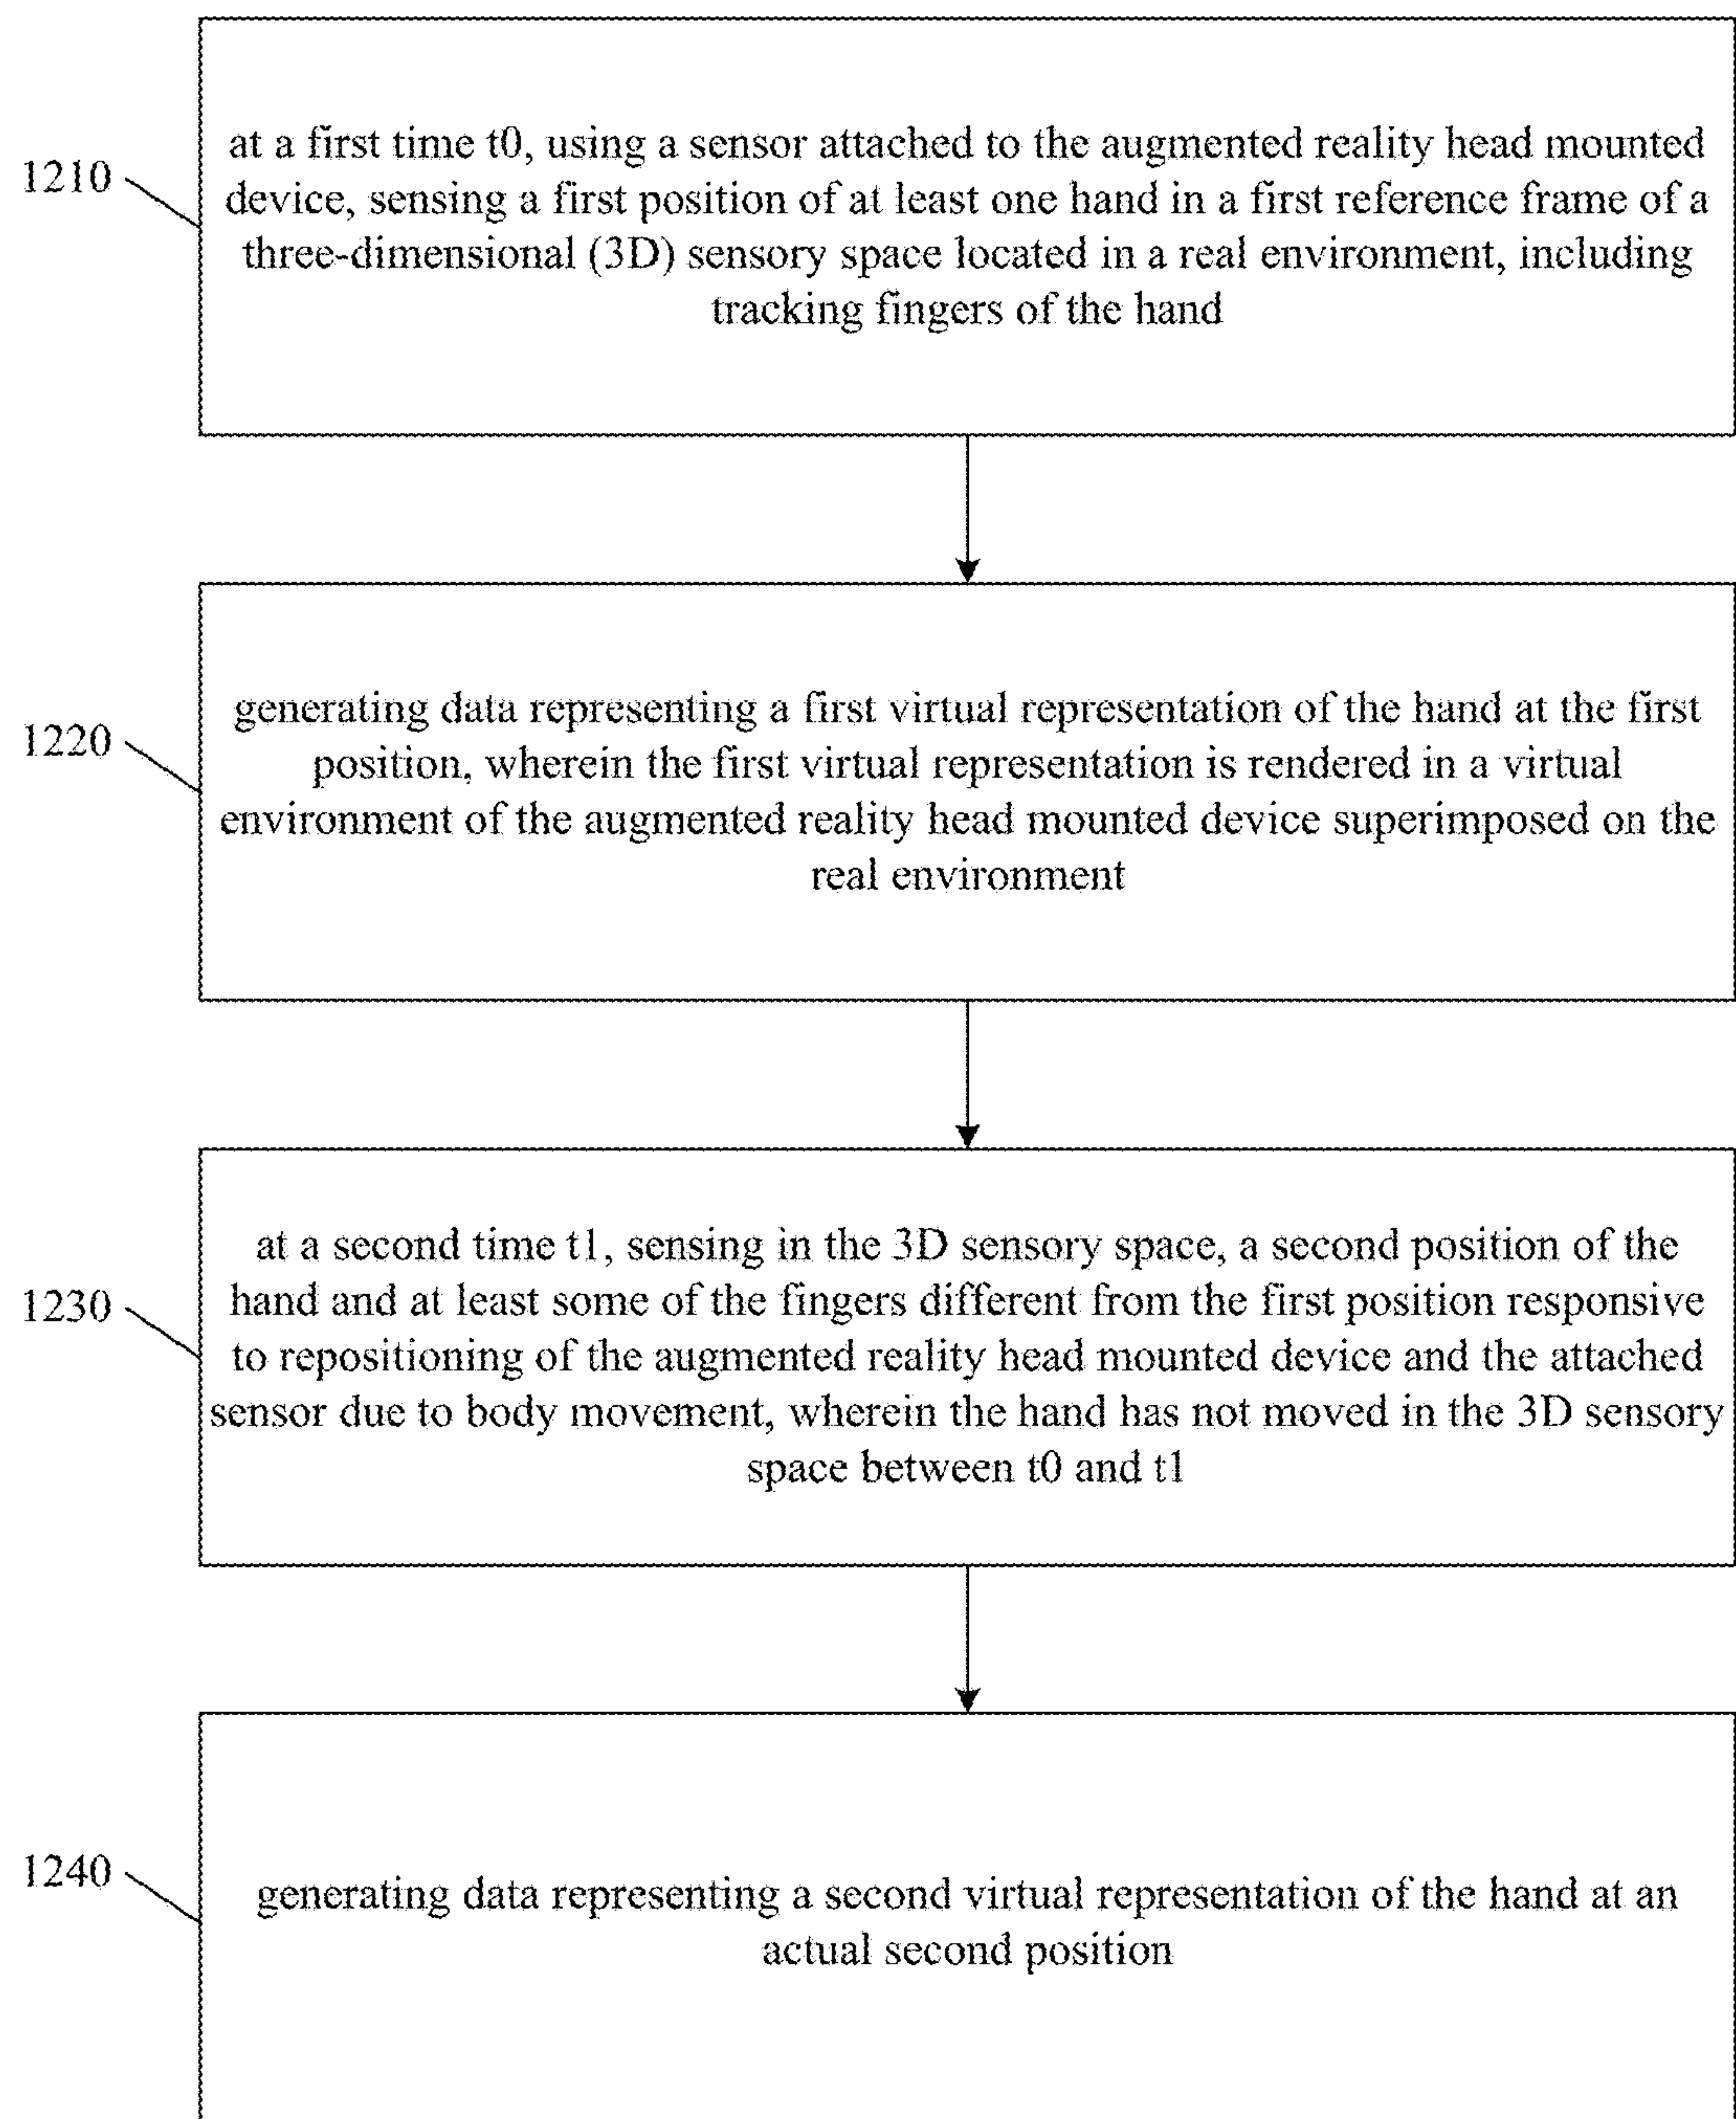 1210
at a first time t0, using a sensor attached to the augmented reality head mounted
device, sensing a first position of at least one hand in a first reference frame of a
three-dimensional (3D) sensory space located in a real environment, including
tracking fingers of the hand
1220
generating data representing a first virtual representation of the hand at the first
position, wherein the first virtual representation is rendered in a virtual
environment of the augmented reality head mounted device superimposed on the
real environment
1230
at a second time t1, sensing in the 3D sensory space, a second position of the
hand and at least some of the fingers different from the first position responsive
to repositioning of the augmented reality head mounted device and the attached
sensor due to body movement, wherein the hand has not moved in the 3D sensory
space between t0 and t1
1240
generating data representing a second virtual representation of the hand at an
actual second position